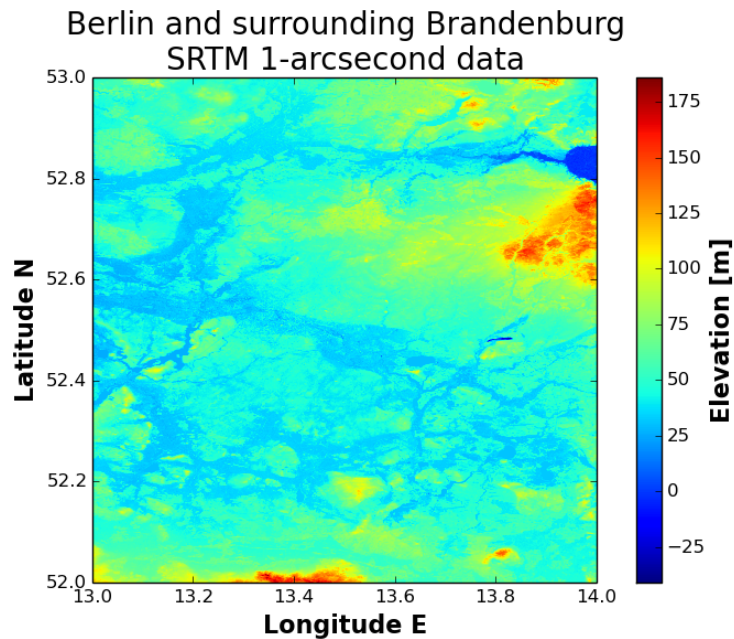 Berlin and surrounding Brandenburg
SRTM 1-arcsecond data
53.0
52.8
52.6
52.4
52.2
52.0
Latitude N
13.0 13.2 13.4 13.6 13.8 14.0
Longitude E
175
150
125
100
75
50
25
0
−25
Elevation [m]